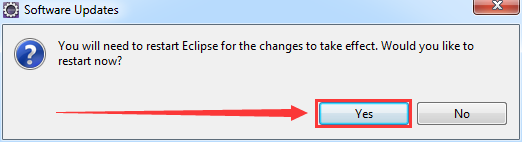 Software Updates
You will need to restart Eclipse for the changes to take effect. Would you like to
restart now?
Yes
No